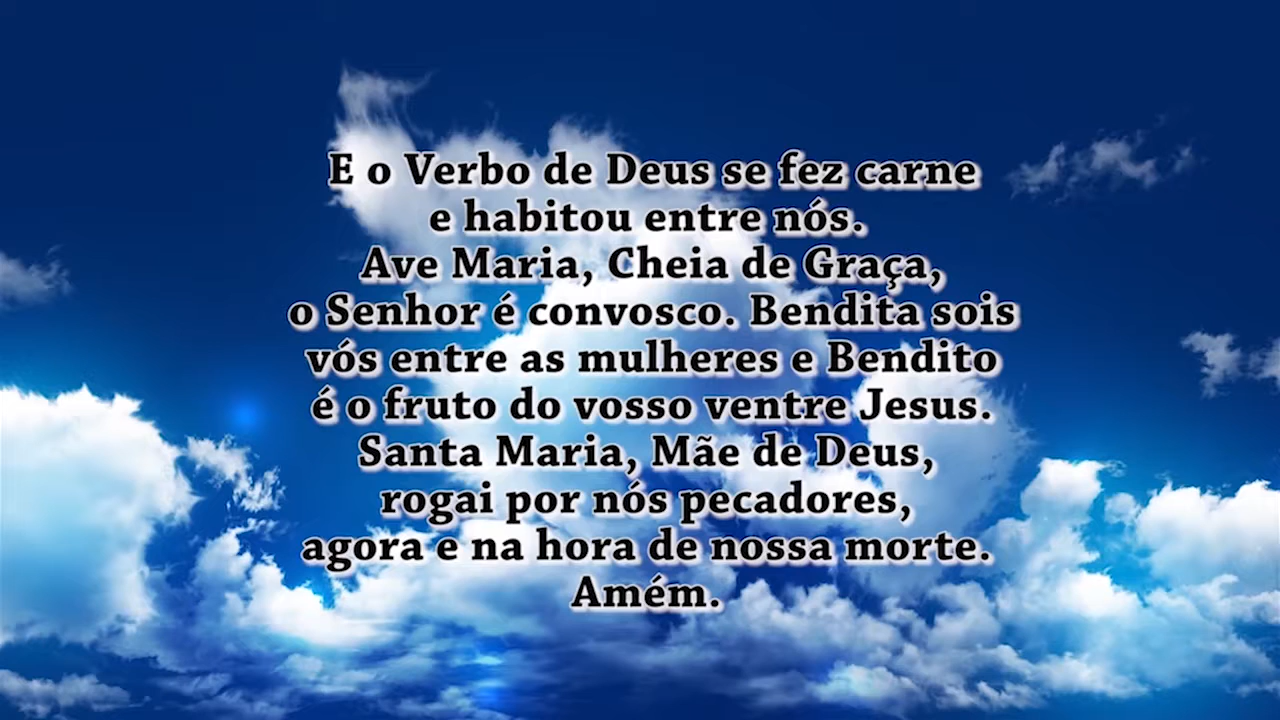 E o Verbo de Deus se fez carne
e habitou entre nós.
Ave Maria, Cheia de Graça,
o Senhor é convosco. Bendita sois
vós entre as mulheres e Bendito
é o fruto do vosso ventre Jesus.
Santa Maria, Mãe de Deus,
rogai por nós pecadores,
agora e na hora de nossa morte.
Amém.